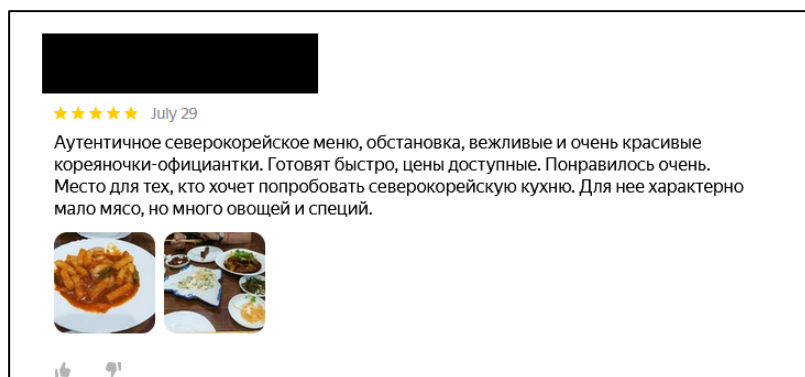 July 29
Аутентичное северокорейское меню, обстановка, вежливые и очень красивые
кореяночки-официантки. Готовят быстро, цены доступные. Понравилось очень.
Место для тех, кто хочет попробовать северокорейскую кухню. Для нее характерно
мало мясо, но много овощей и специй.